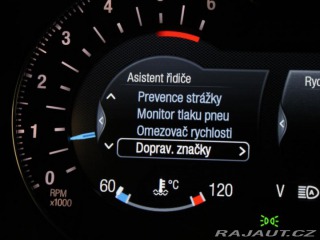 5
6
4
3
2
1
0
RPM
x1000
Asistent řidiče
Prevence strážky
Monitor tlaku pneu
Omezovač rychlosti
Doprav. značky
60
°C
120
Ryc
V
RAJAUT.CZ